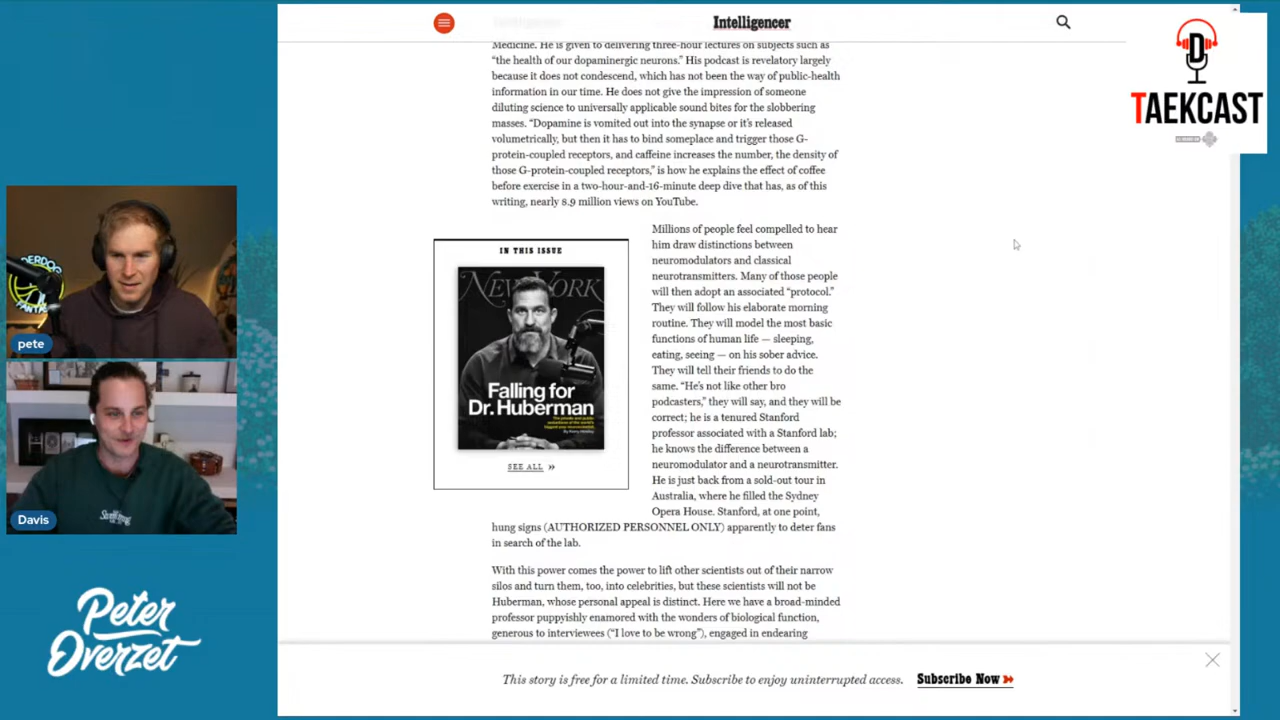 Intelligencer
Medicine. He is given to delivering three-hour lectures on subjects such as
“the health of our dopaminergic neurons.” His podcast is revelatory largely
because it does not condescend, which has not been the way of public-health
information in our time. He does not give the impression of someone
diluting science to universally applicable sound bites for the slobbering
masses. “Dopamine is vomited out into the synapse or it’s released
volumetrically, but then it has to bind someplace and trigger those G-
protein-coupled receptors, and caffeine increases the number, the density of
those G-protein-coupled receptors,” is how he explains the effect of coffee
before exercise in a two-hour-and-16-minute deep dive that has, as of this
writing, nearly 8.9 million views on YouTube.
IN THIS ISSUE
NEW YORK
Falling for
Dr. Huberman
SEE ALL »
Millions of people feel compelled to hear
him draw distinctions between
neuromodulators and classical
neurotransmitters. Many of those people
will then adopt an associated “protocol.”
They will follow his elaborate morning
routine. They will model the most basic
functions of human life — sleeping,
eating, seeing — on his sober advice.
They will tell their friends to do the
same. “He’s not like other bro
podcasters,” they will say, and they will be
correct; he is a tenured Stanford
professor associated with a Stanford lab;
he knows the difference between a
neuromodulator and a neurotransmitter.
He is just back from a sold-out tour in
Australia, where he filled the Sydney
Opera House. Stanford, at one point,
hung signs (AUTHORIZED PERSONNEL ONLY) apparently to deter fans
in search of the lab.
With this power comes the power to lift other scientists out of their narrow
silos and turn them, too, into celebrities, but these scientists will not be
Huberman, whose personal appeal is distinct. Here we have a broad-minded
professor puppyishly enamored with the wonders of biological function,
generous to interviewees (“I love to be wrong”), engaged in endearing
This story is free for a limited time. Subscribe to enjoy uninterrupted access.
Subscribe Now
D
TAEKCAST
pete
Davis
Peter
Overzet